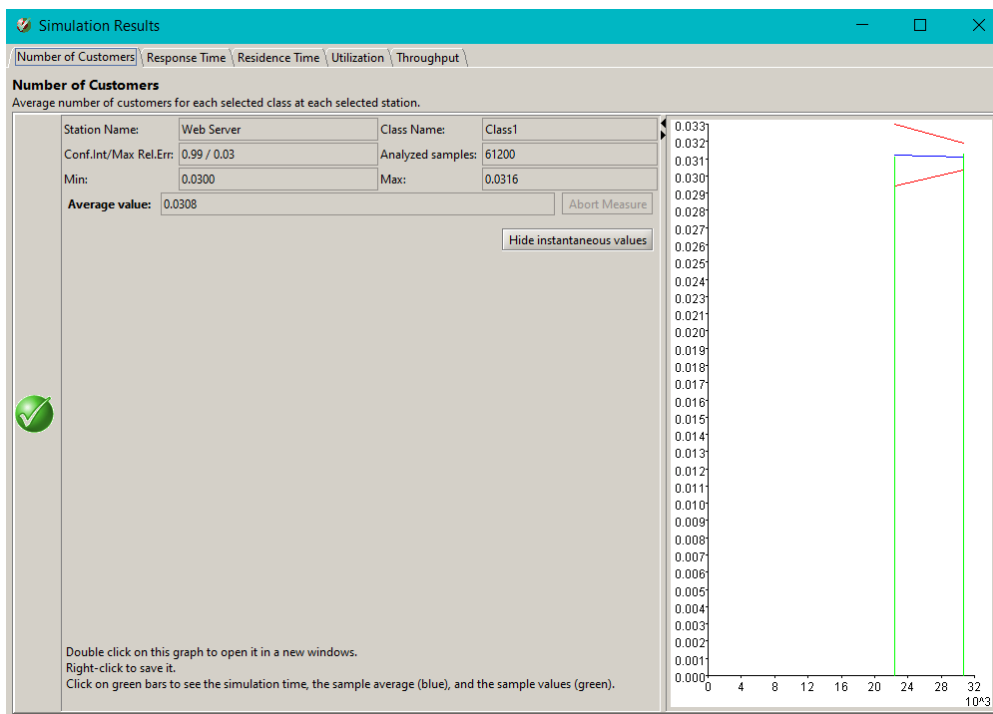 Simulation Results
Number of Customers Response Time Residence Time Utilization Throughput
Number of Customers
Average number of customers for each selected class at each selected station.
Station Name: Web Server Class Name: Class1
Conf.Int/Max Rel.Err: 0.99 / 0.03 Analyzed samples: 61200
Min: 0.0300 Max: 0.0316
Average value: 0.0308 Abort Measure
Hide instantaneous values
Double click on this graph to open it in a new windows.
Right-click to save it.
Click on green bars to see the simulation time, the sample average (blue), and the sample values (green).
0.033
0.032
0.031
0.030
0.029
0.028
0.027
0.026
0.025
0.024
0.023
0.021
0.020
0.019
0.018
0.017
0.016
0.015
0.014
0.013
0.012
0.011
0.010
0.009
0.008
0.007
0.006
0.005
0.004
0.003
0.002
0.001
0.000
0 4 8 12 16 20 24 28 32
10^3